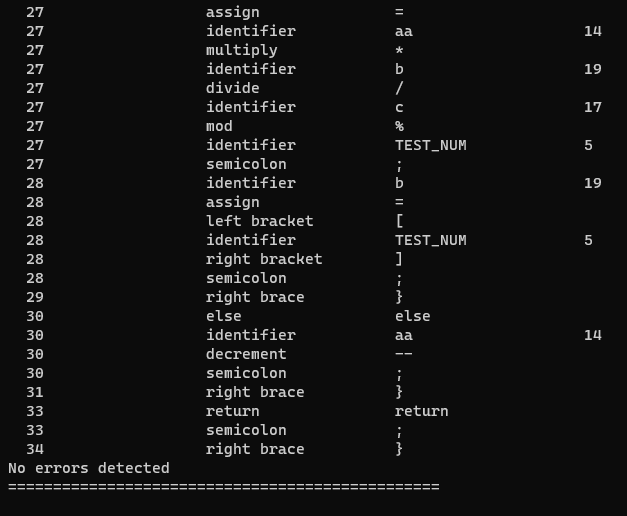 27 assign =
27 identifier aa 14
27 multiply *
27 identifier b 19
27 divide /
27 identifier c 17
27 mod %
27 identifier TEST_NUM 5
27 semicolon ;
28 identifier b 19
28 assign =
28 left bracket [
28 identifier TEST_NUM 5
28 right bracket ]
28 semicolon ;
29 right brace }
30 else else
30 identifier aa 14
30 decrement --
30 semicolon ;
31 right brace }
33 return return
33 semicolon ;
34 right brace }
No errors detected
================================================